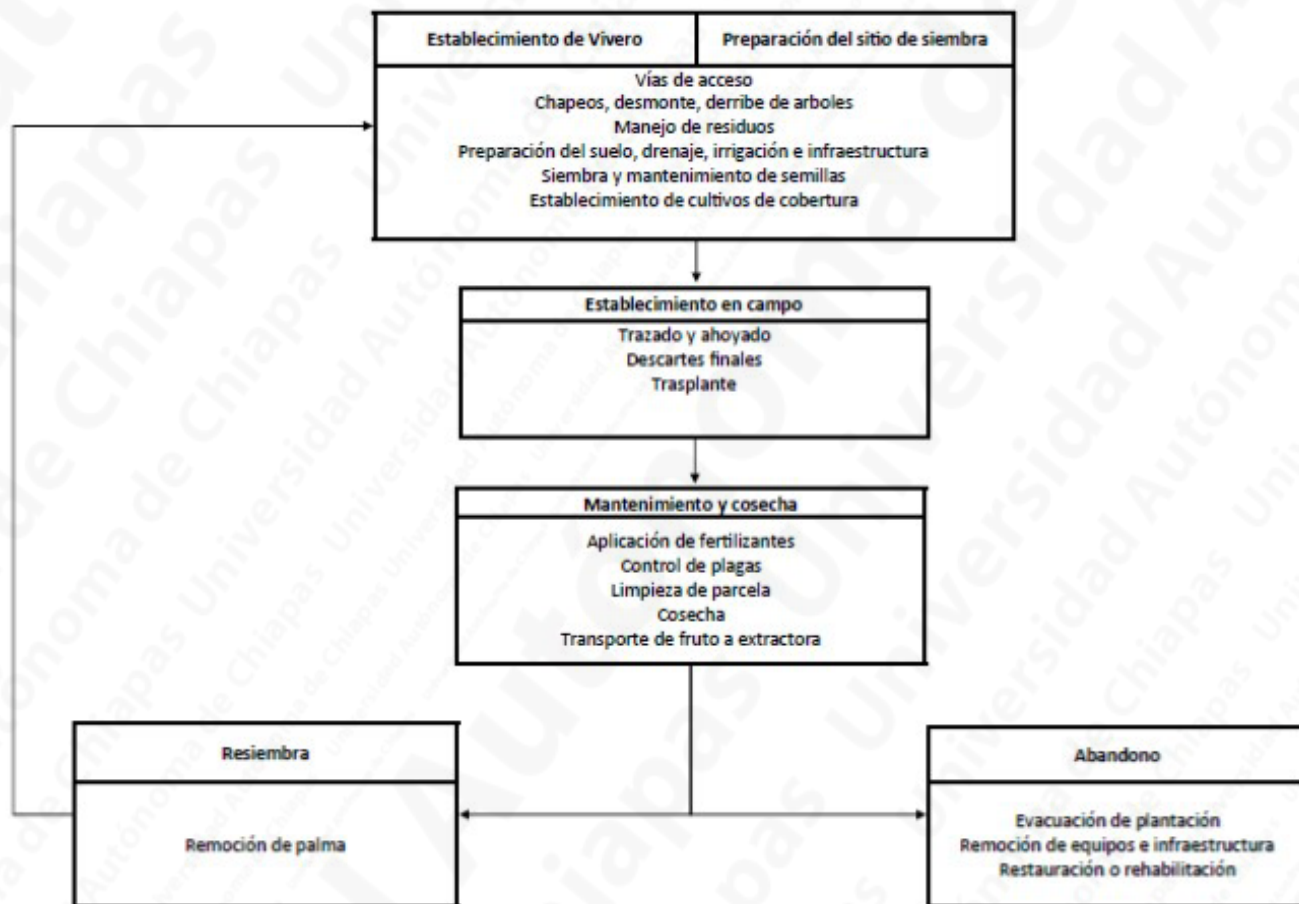 Establecimiento de Vivero
Preparación del sitio de siembra
Vías de acceso
Chapeos, desmonte, derribe de arboles
Manejo de residuos
Preparación del suelo, drenaje, irrigación e infraestructura
Siembra y mantenimiento de semillas
Establecimiento de cultivos de cobertura
Establecimiento en campo
Trazado y ahoyado
Descartes finales
Trasplante
Mantenimiento y cosecha
Aplicación de fertilizantes
Control de plagas
Limpieza de parcela
Cosecha
Transporte de fruto a extractora
Resiembra
Remoción de palma
Abandono
Evacuación de plantación
Remoción de equipos e infraestructura
Restauración o rehabilitación